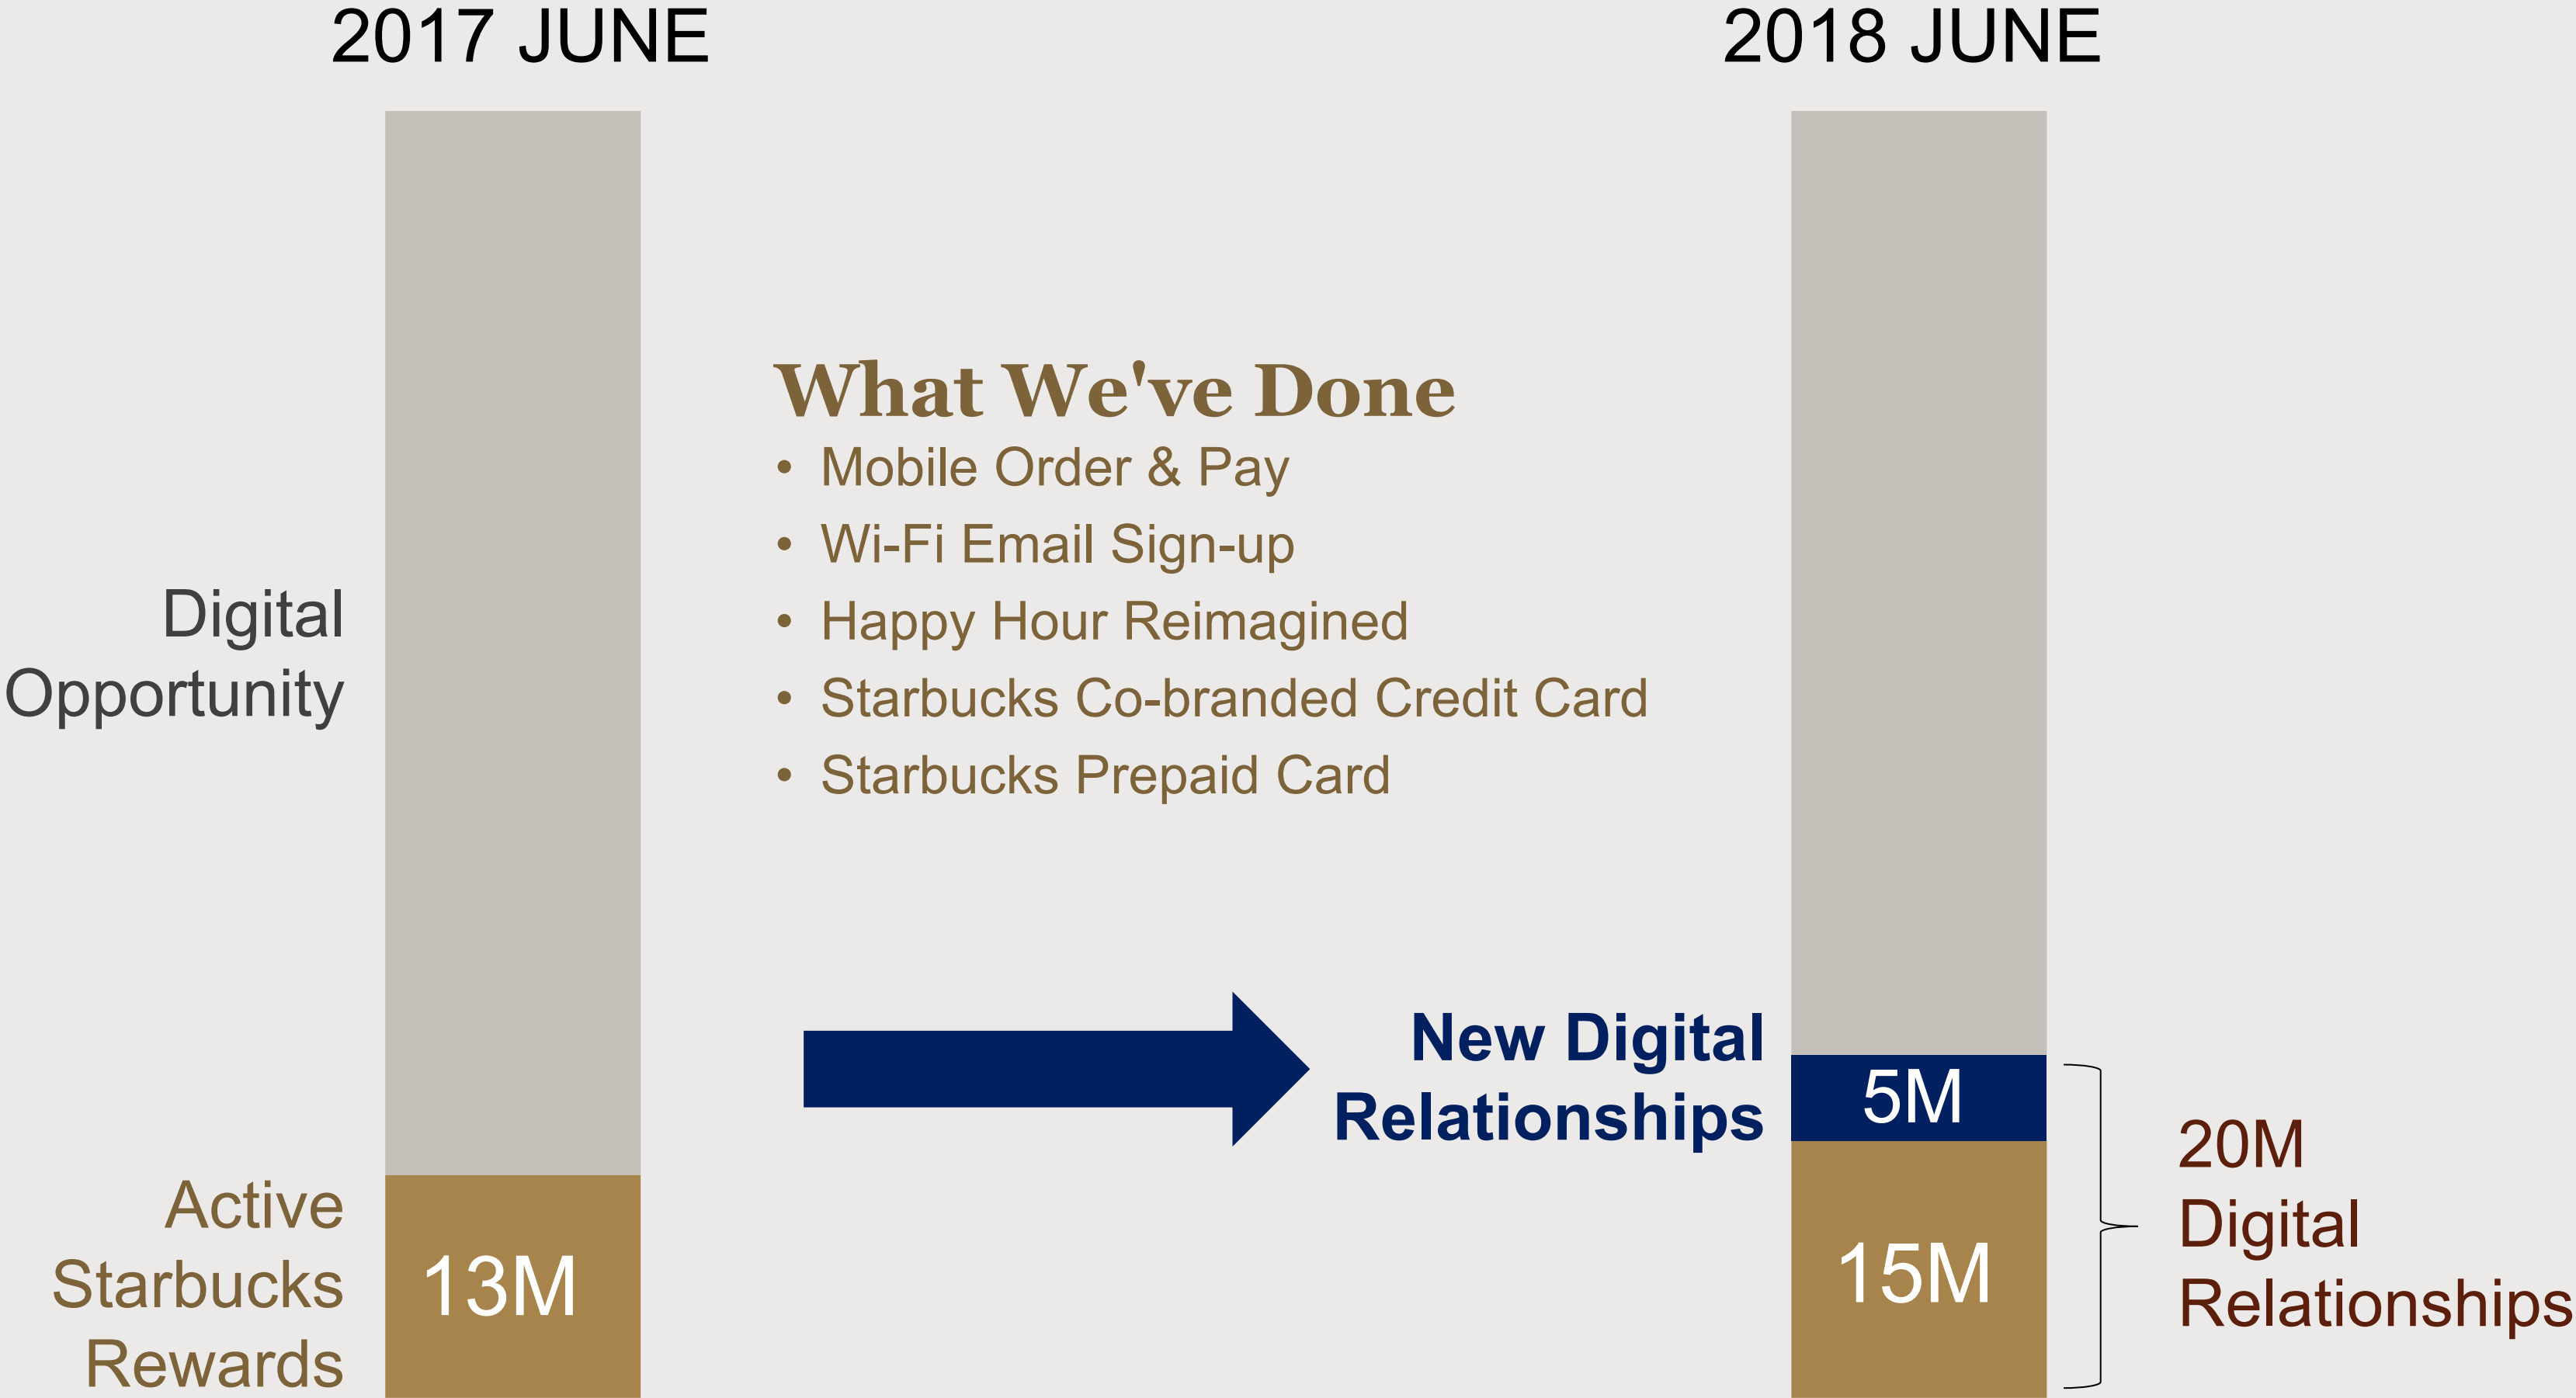 2017 JUNE
2018 JUNE
What We've Done
• Mobile Order & Pay
• Wi-Fi Email Sign-up
• Happy Hour Reimagined
• Starbucks Co-branded Credit Card
• Starbucks Prepaid Card
Digital
Opportunity
New Digital
Relationships
5M
Active
Starbucks
Rewards
13M
15M
20M
Digital
Relationships